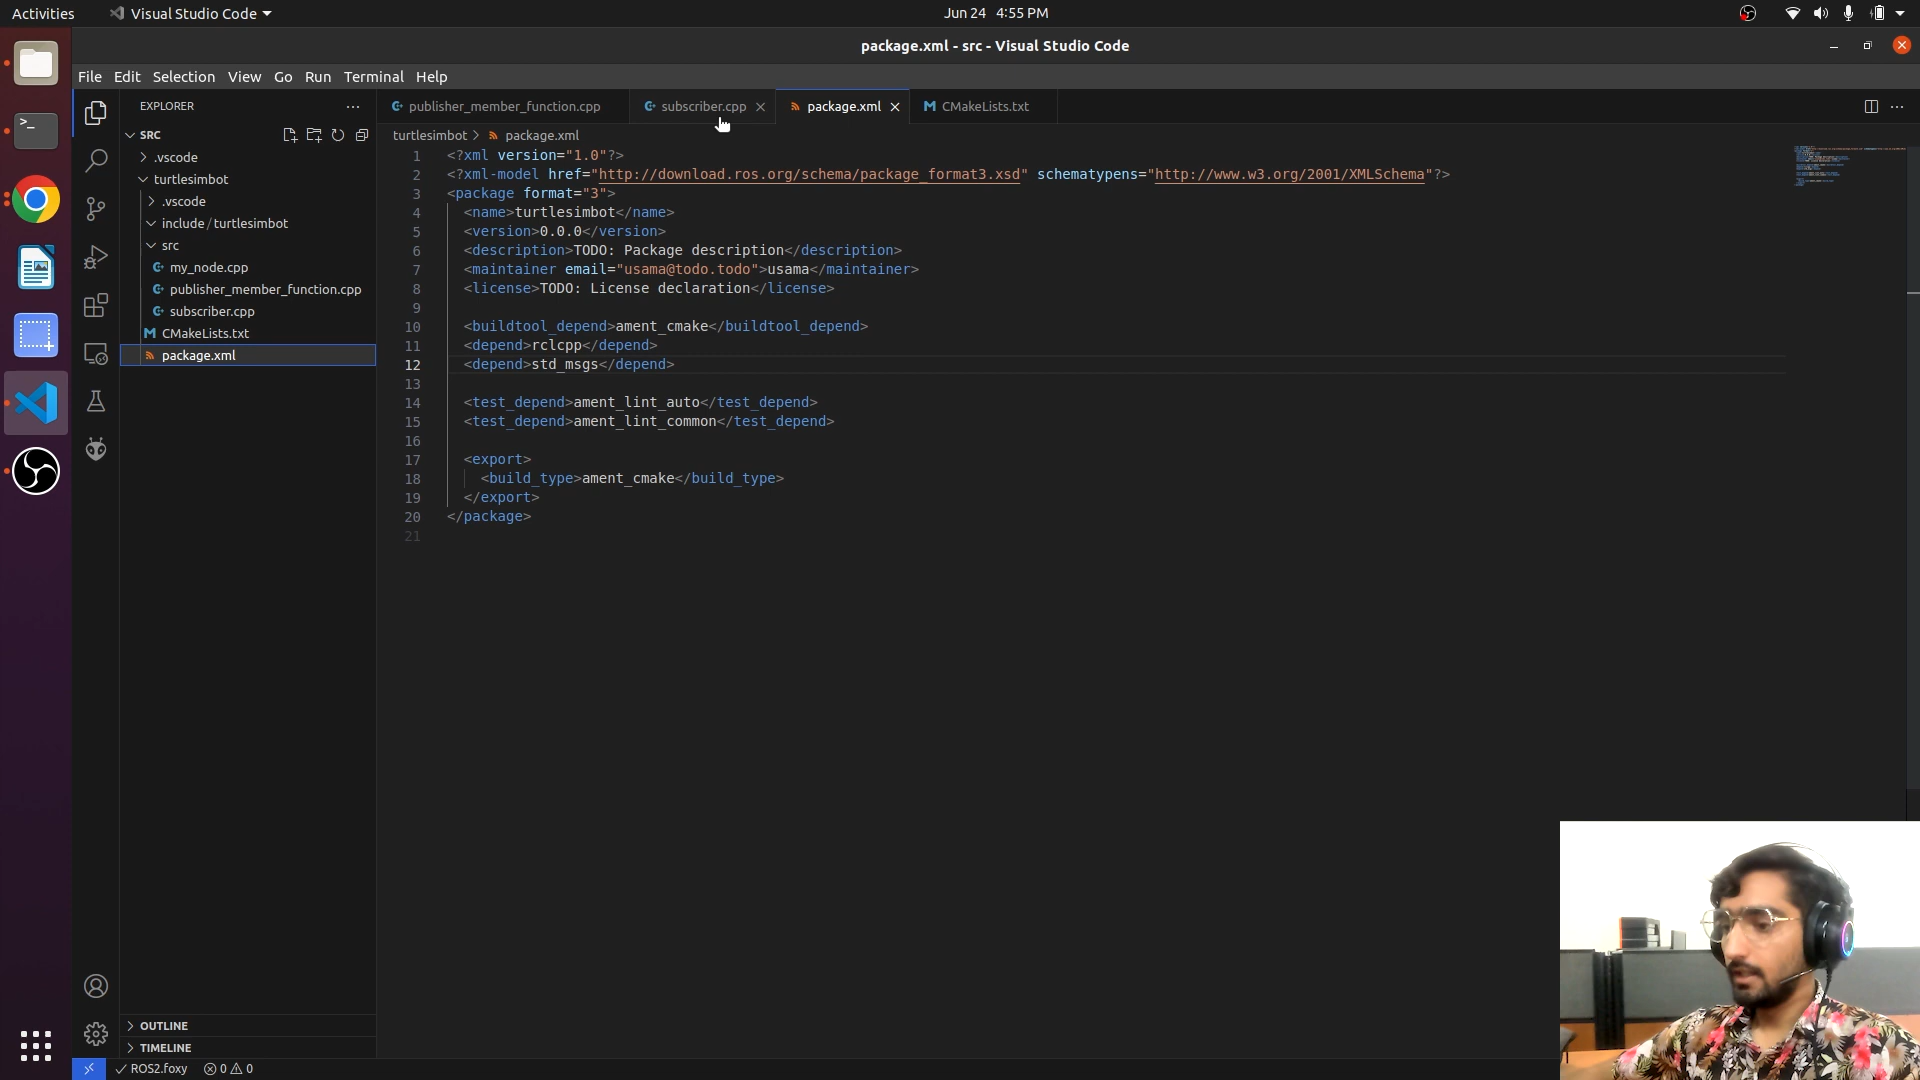 Activities
Visual Studio Code
Jun 24 4:55 PM
package.xml - src - Visual Studio Code
File Edit Selection View Go Run Terminal Help
EXPLORER
SRC
.vscode
turtlesimbot
.vscode
include / turtlesimbot
src
my_node.cpp
publisher_member_function.cpp
subscriber.cpp
CMakeLists.txt
package.xml
OUTLINE
TIMELINE
publisher_member_function.cpp
subscriber.cpp
package.xml
CMakeLists.txt
turtlesimbot > package.xml
1 <?xml version="1.0"?>
2 <?xml-model href="http://download.ros.org/schema/package_format3.xsd" schematypens="http://www.w3.org/2001/XMLSchema"?>
3 <package format="3">
4 <name>turtlesimbot</name>
5 <version>0.0.0</version>
6 <description>TODO: Package description</description>
7 <maintainer email="usama@todo.todo">usama</maintainer>
8 <license>TODO: License declaration</license>
9
10 <buildtool_depend>ament_cmake</buildtool_depend>
11 <depend>rclcpp</depend>
12 <depend>std_msgs</depend>
13
14 <test_depend>ament_lint_auto</test_depend>
15 <test_depend>ament_lint_common</test_depend>
16
17 <export>
18 <build_type>ament_cmake</build_type>
19 </export>
20 </package>
21
ROS2.foxy
0 0